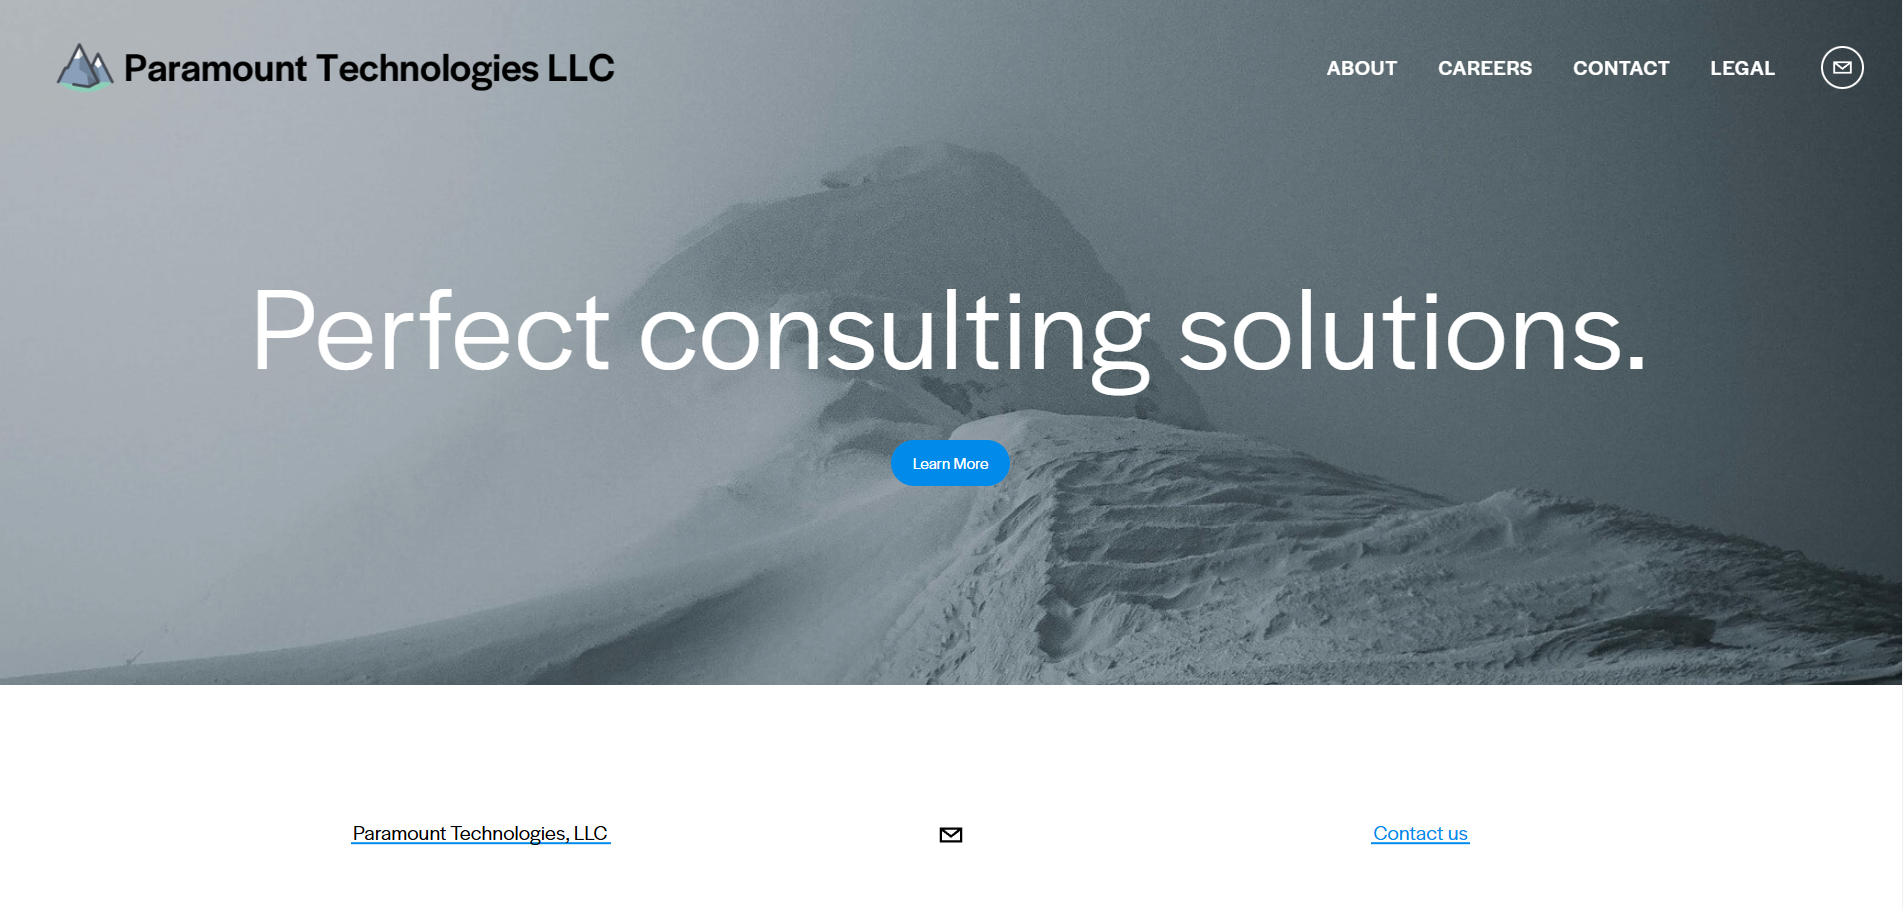 Paramount Technologies LLC
ABOUT CAREERS CONTACT LEGAL
Perfect consulting solutions.
Learn More
Paramount Technologies, LLC
Contact us